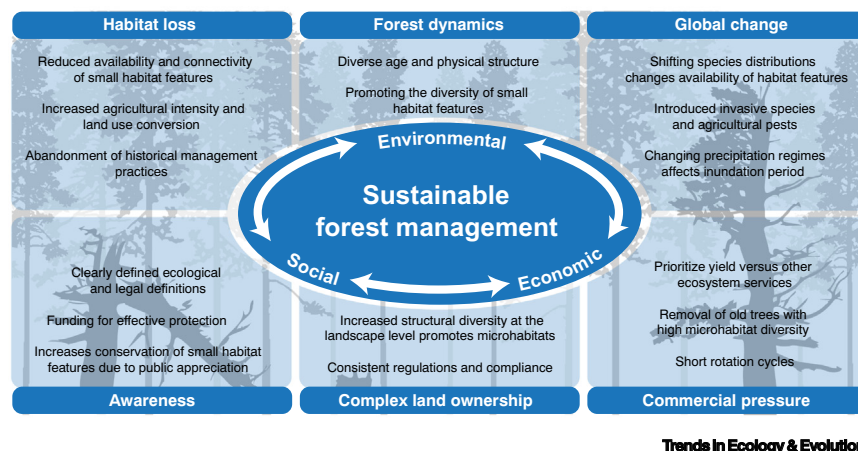 Habitat loss
Reduced availability and connectivity
of small habitat features
Increased agricultural intensity and
land use conversion
Abandonment of historical management
practices
Forest dynamics
Diverse age and physical structure
Promoting the diversity of small
habitat features
Global change
Shifting species distributions
changes availability of habitat features
Introduced invasive species
and agricultural pests
Changing precipitation regimes
affects inundation period
Environmental
Sustainable
forest management
Social
Economic
Clearly defined ecological
and legal definitions
Funding for effective protection
Increases conservation of small habitat
features due to public appreciation
Awareness
Increased structural diversity at the
landscape level promotes microhabitats
Consistent regulations and compliance
Complex land ownership
Prioritize yield versus other
ecosystem services
Removal of old trees with
high microhabitat diversity
Short rotation cycles
Commercial pressure
Trends in Ecology & Evolution